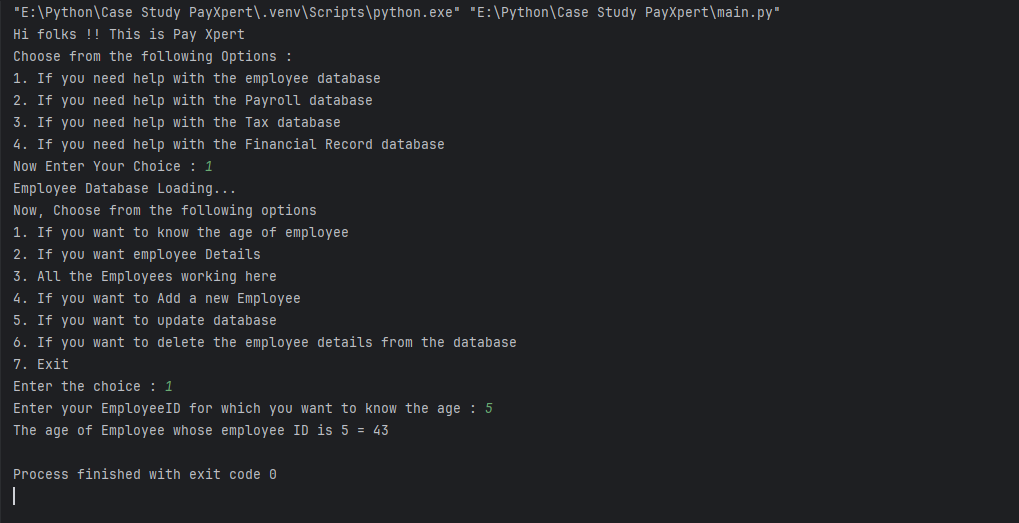 "E:\Python\Case Study PayXpert\.venv\Scripts\python.exe" "E:\Python\Case Study PayXpert\main.py"
Hi folks !! This is Pay Xpert
Choose from the following Options :
1. If you need help with the employee database
2. If you need help with the Payroll database
3. If you need help with the Tax database
4. If you need help with the Financial Record database
Now Enter Your Choice : 1
Employee Database Loading...
Now, Choose from the following options
1. If you want to know the age of employee
2. If you want employee Details
3. All the Employees working here
4. If you want to Add a new Employee
5. If you want to update database
6. If you want to delete the employee details from the database
7. Exit
Enter the choice : 1
Enter your EmployeeID for which you want to know the age : 5
The age of Employee whose employee ID is 5 = 43
Process finished with exit code 0